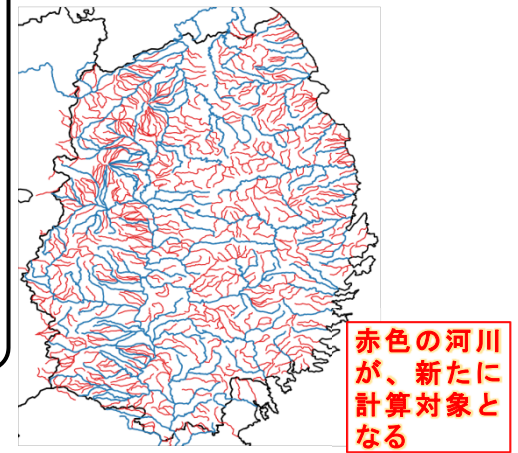 赤色の河川
が、新たに
計算対象と
なる